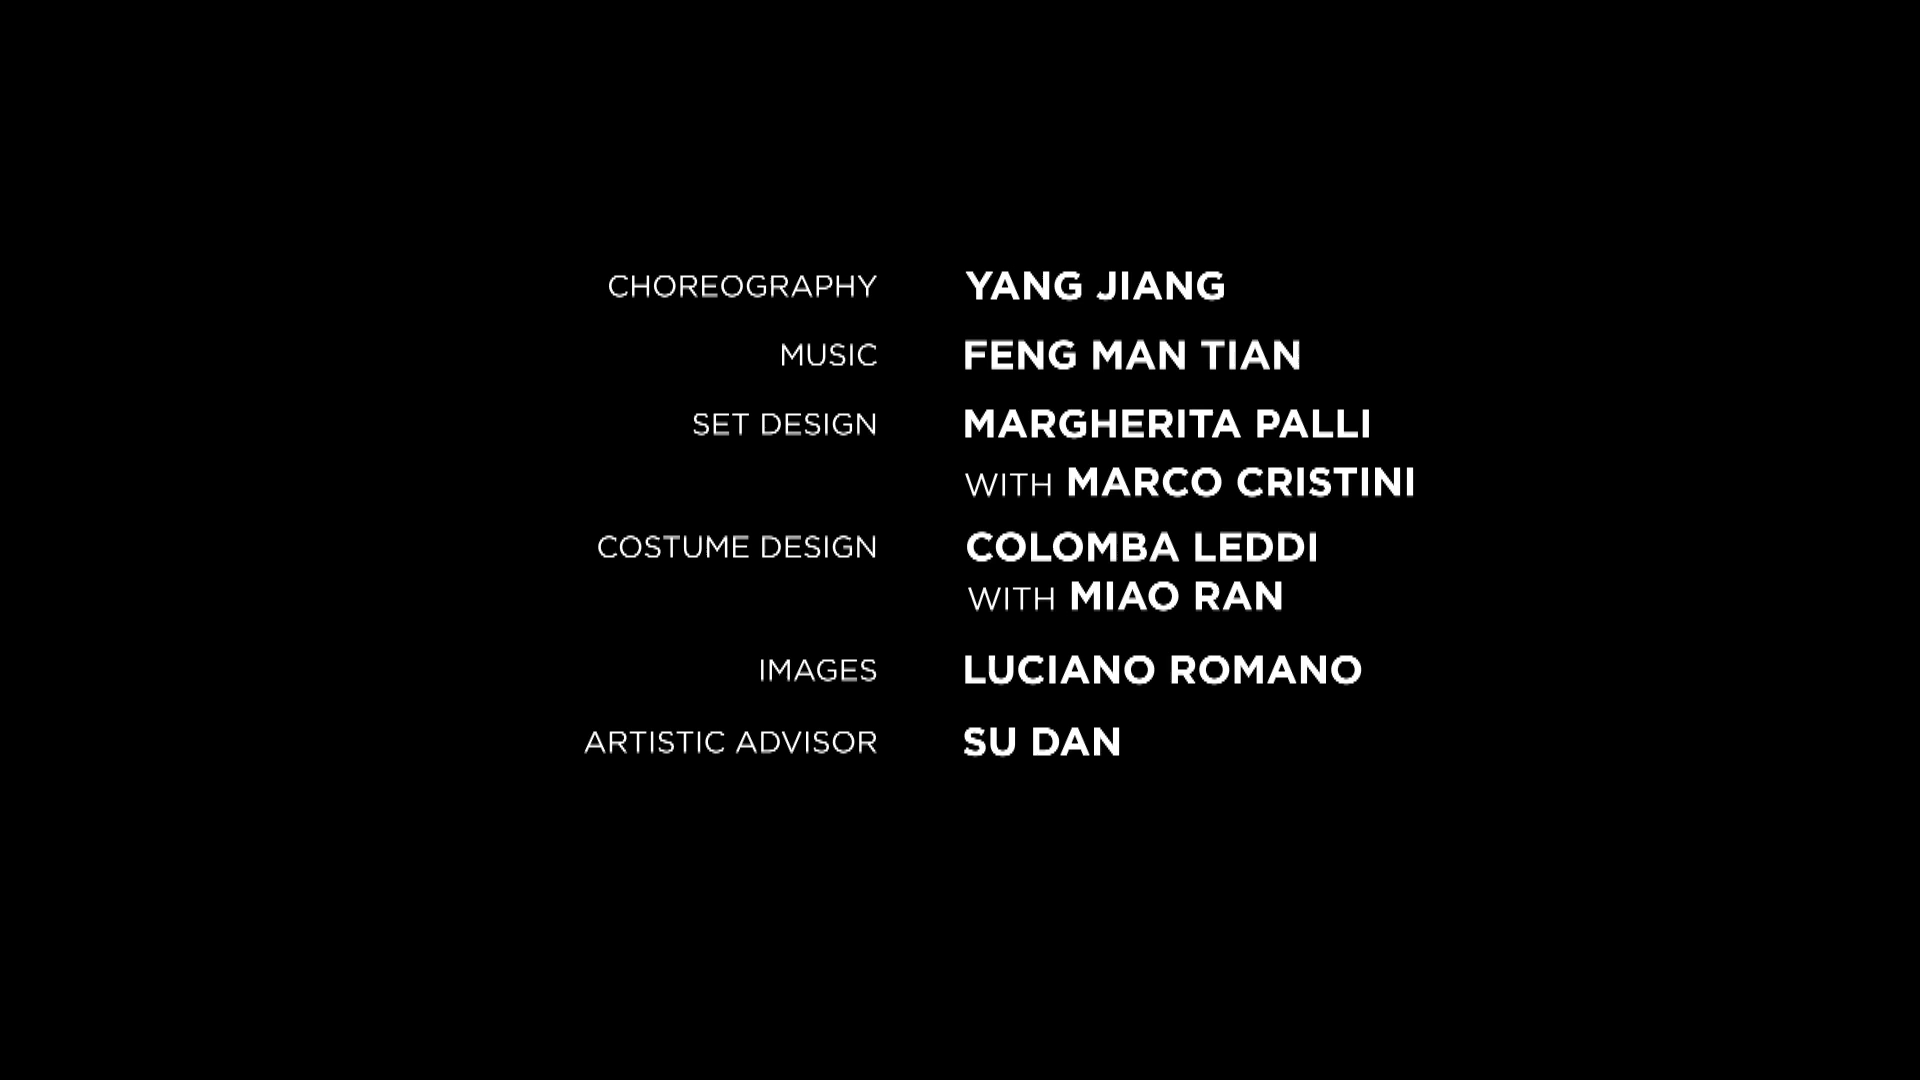 CHOREOGRAPHY YANG JIANG
MUSIC FENG MAN TIAN
SET DESIGN MARGHERITA PALLI
WITH MARCO CRISTINI
COSTUME DESIGN COLOMBA LEDDI
WITH MIAO RAN
IMAGES LUCIANO ROMANO
ARTISTIC ADVISOR SU DAN